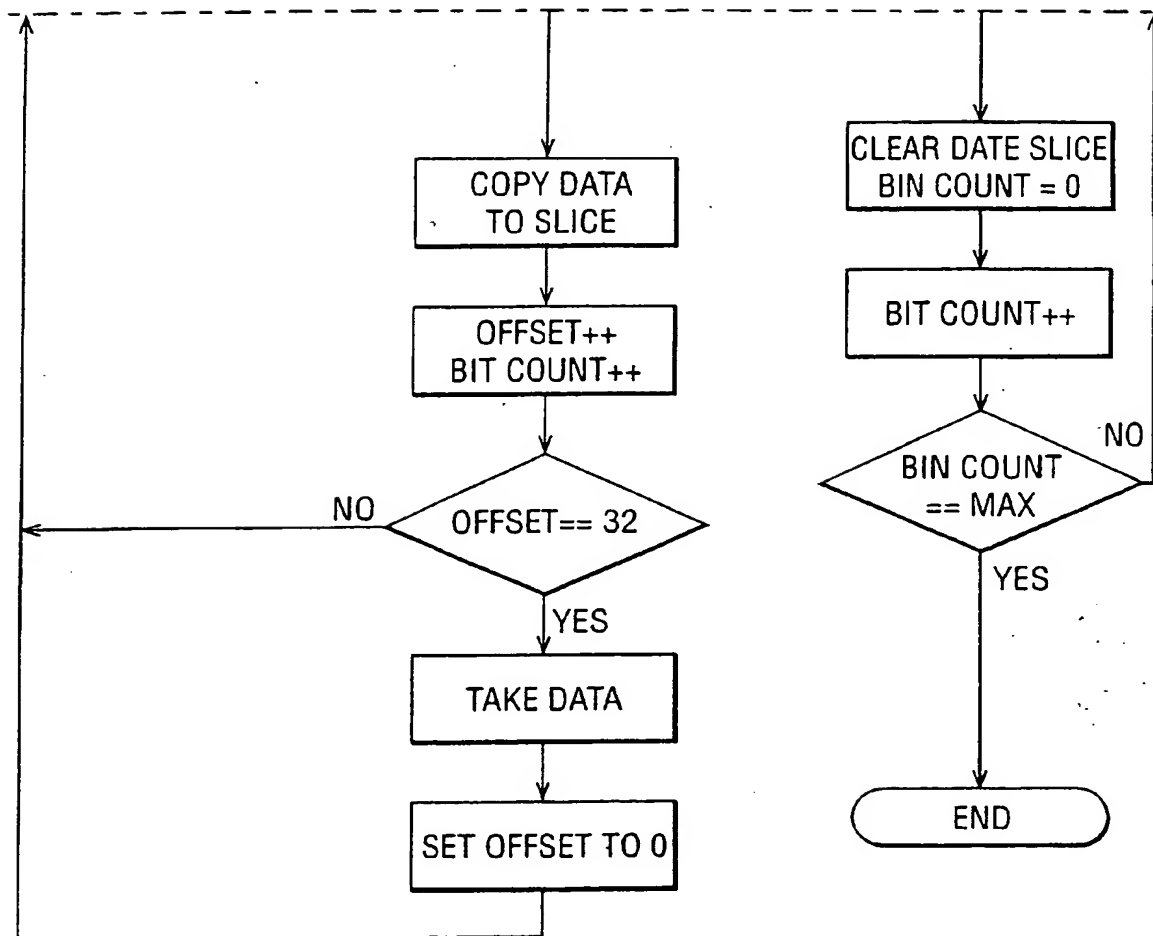 COPY DATA
TO SLICE
OFFSET++
BIT COUNT++
NO
OFFSET== 32
YES
TAKE DATA
SET OFFSET TO 0
CLEAR DATE SLICE
BIN COUNT = 0
BIT COUNT++
NO
BIN COUNT
== MAX
YES
END